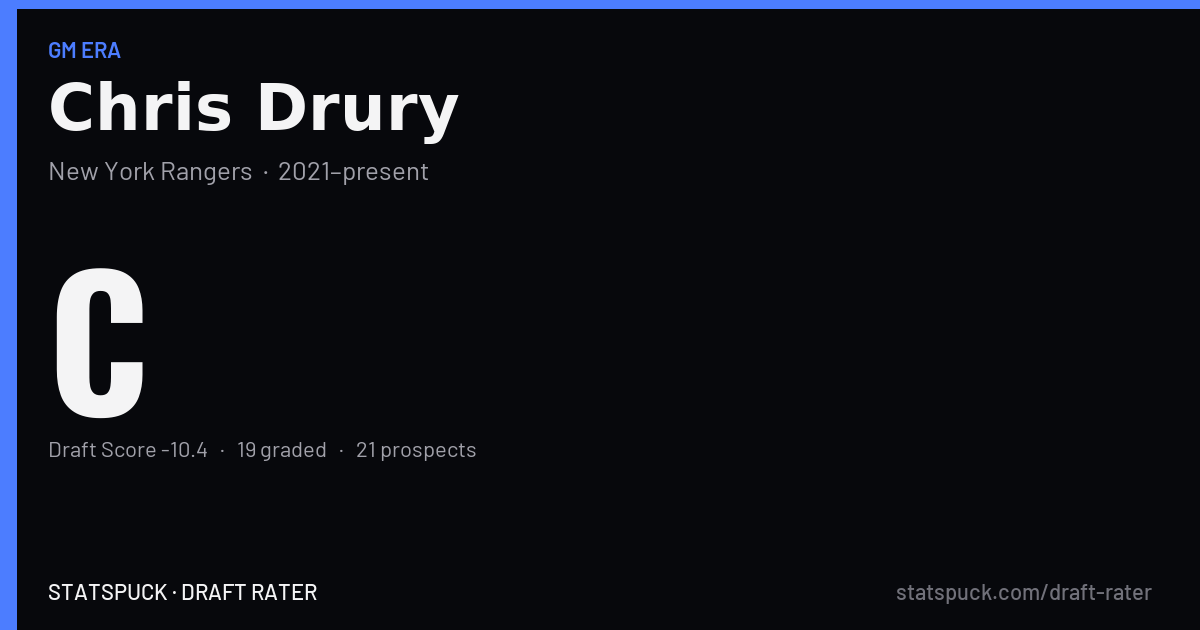 GM ERA
Chris Drury
New York Rangers · 2021–present
C
Draft Score -10.4 · 19 graded · 21 prospects
STATSPUCK · DRAFT RATER
statspuck.com/draft-rater